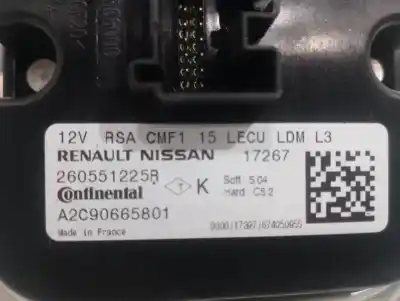 12V RSA CMF1 15 LECU LDM L3
RENAULT NISSAN 17267
260551225R
Soft 5.04
Continental T K Hard C5.2
A2C90665801
Made in France